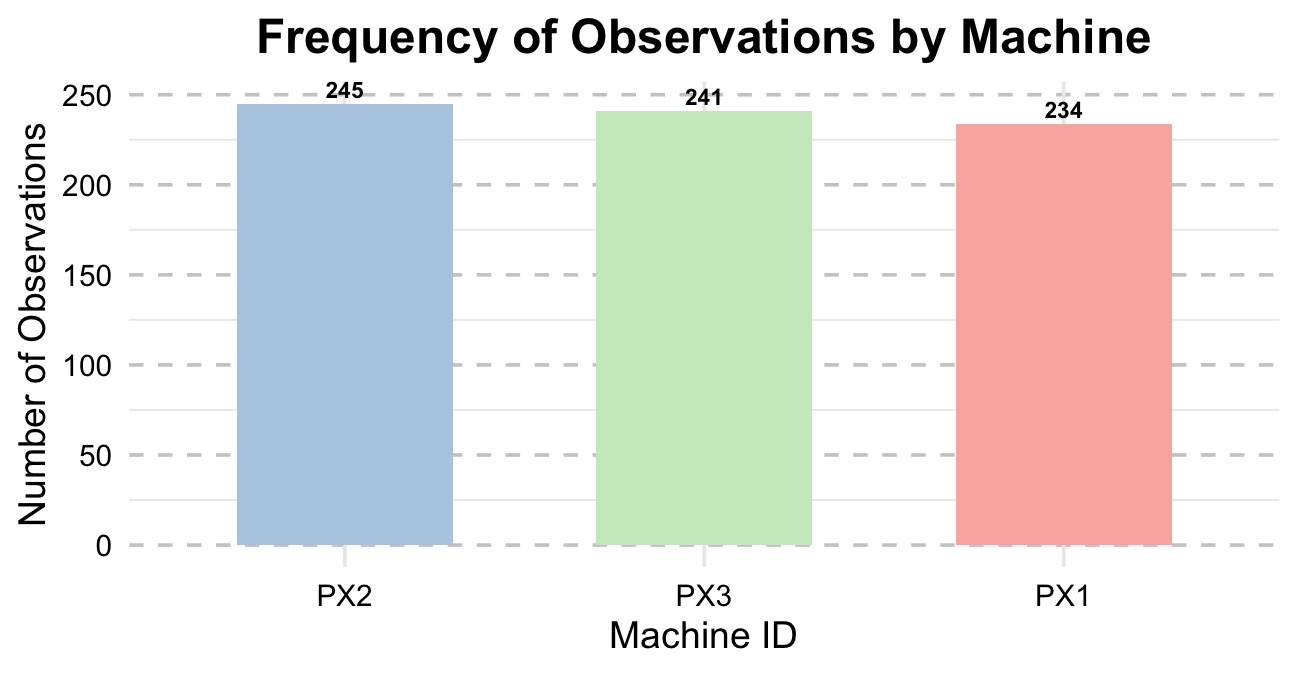 Frequency of Observations by Machine
Number of Observations
250
200
150
100
50
0
245
241
234
PX2
PX3
PX1
Machine ID